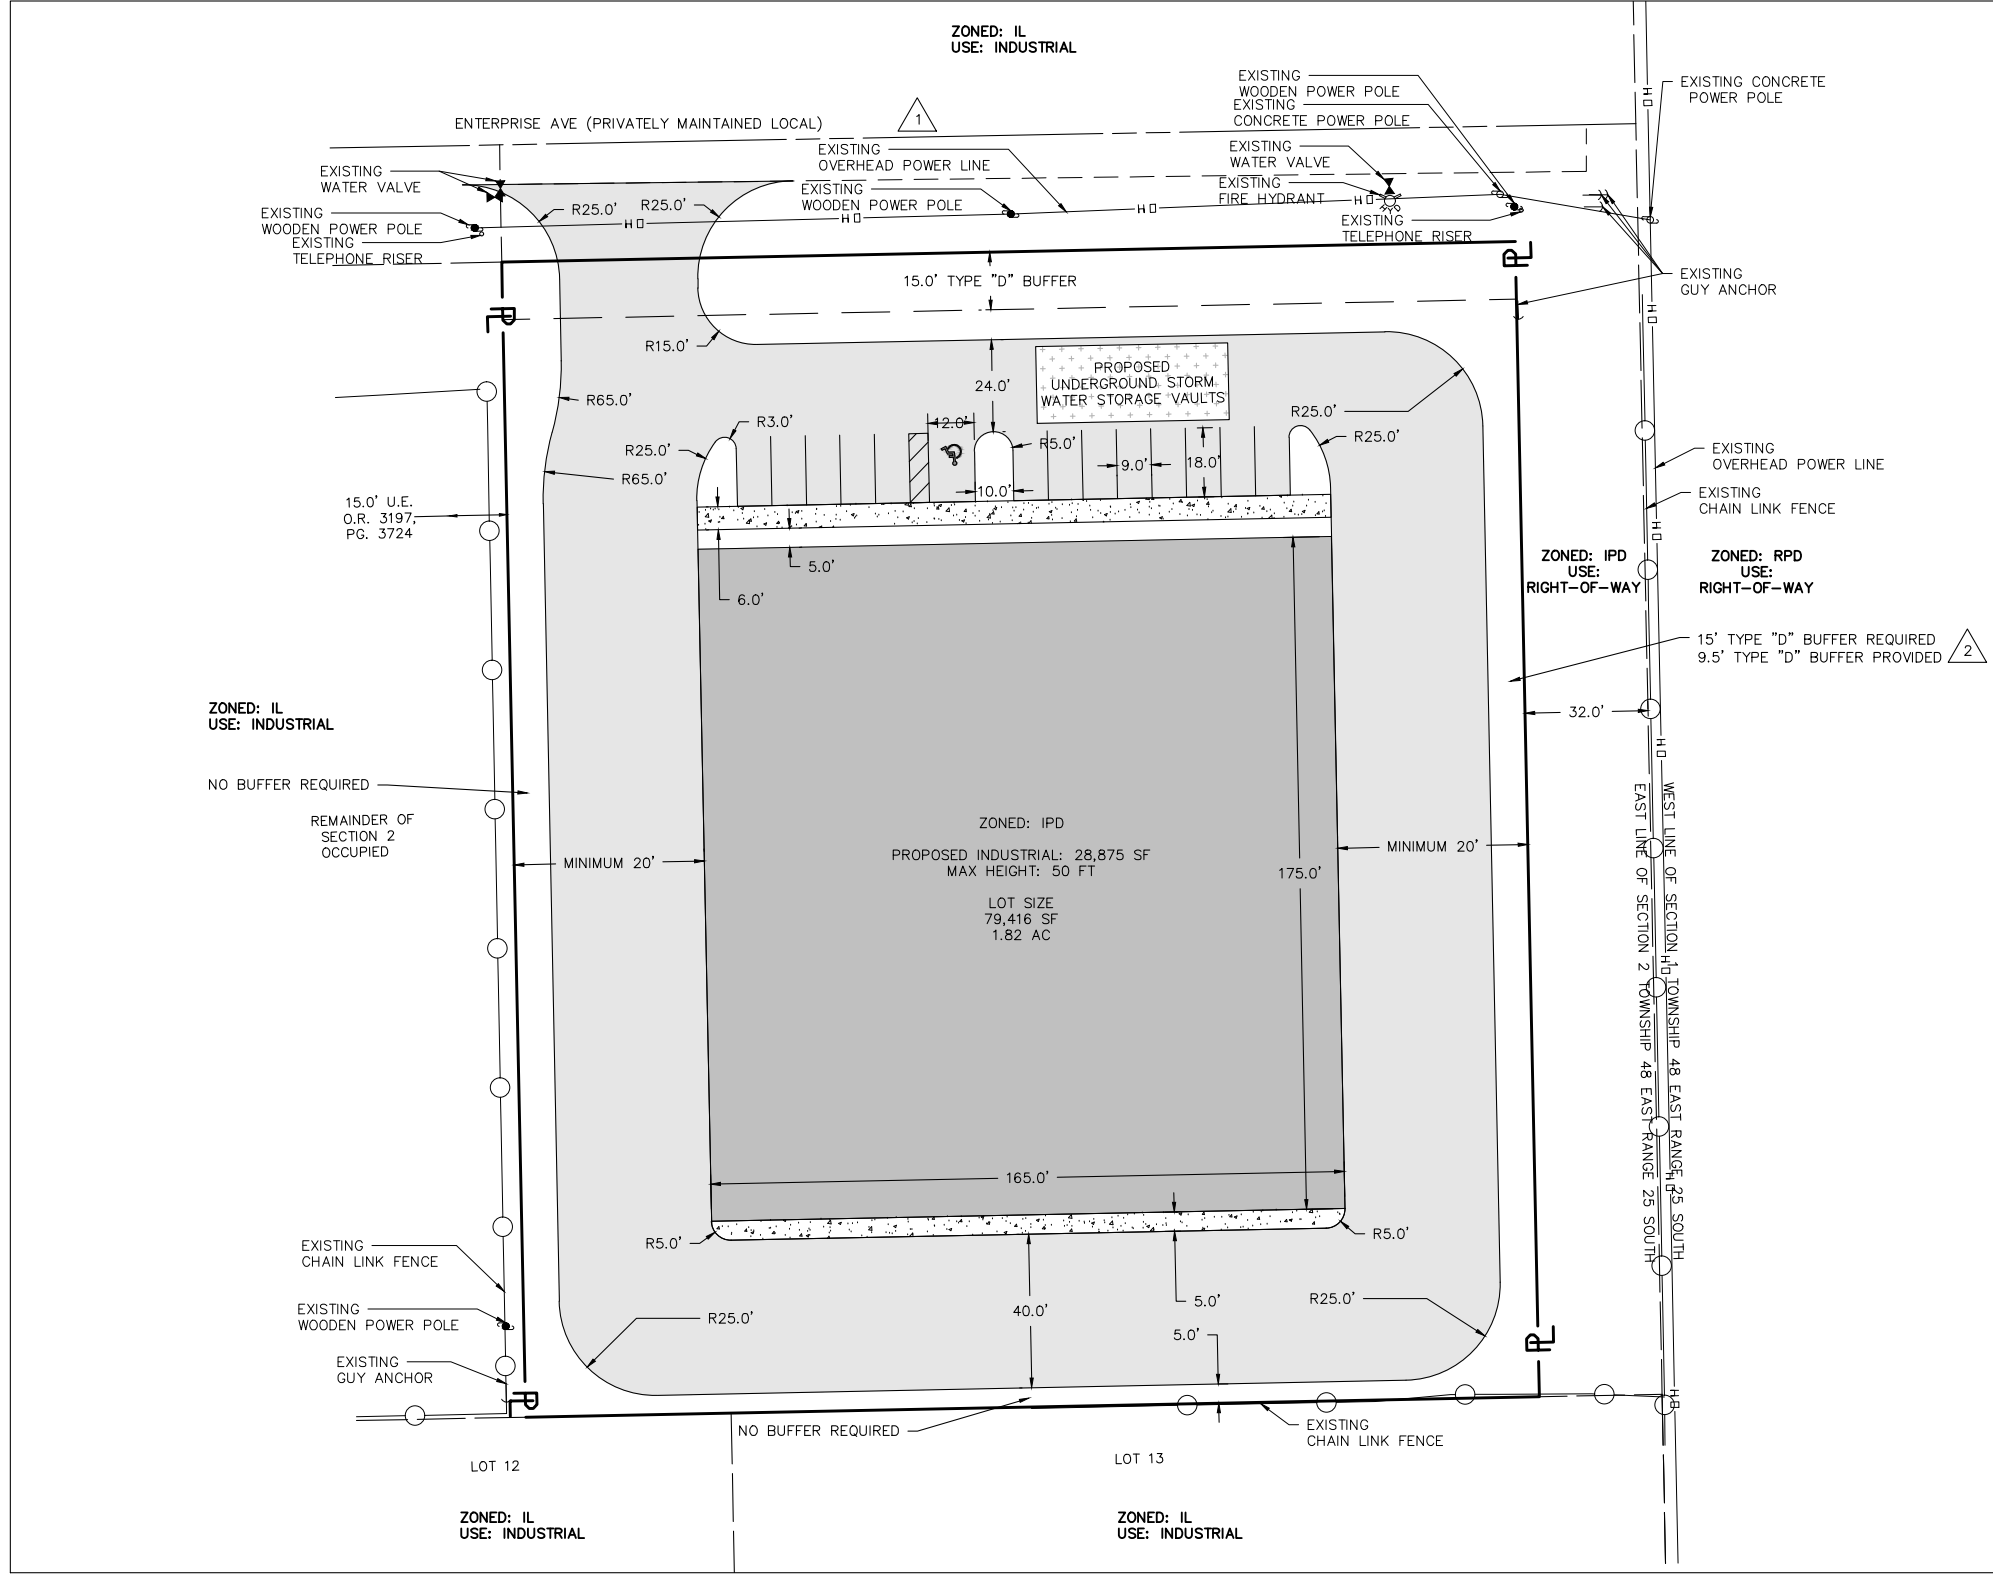 ZONED: IL
USE: INDUSTRIAL
EXISTING
WOODEN POWER POLE
EXISTING
CONCRETE POWER POLE
EXISTING CONCRETE
POWER POLE
ENTERPRISE AVE (PRIVATELY MAINTAINED LOCAL)
1
EXISTING
OVERHEAD POWER LINE
EXISTING
WATER VALVE
EXISTING
WATER VALVE
EXISTING
WOODEN POWER POLE
EXISTING
FIRE HYDRANT
EXISTING
WOODEN POWER POLE
EXISTING
TELEPHONE RISER
R25.0'
R25.0'
EXISTING
TELEPHONE RISER
EXISTING
GUY ANCHOR
15.0' TYPE "D" BUFFER
PL
PL
R15.0'
24.0'
PROPOSED
UNDERGROUND STORM
WATER STORAGE VAULTS
R65.0'
R3.0'
12.0'
R25.0'
R25.0'
R5.0'
R25.0'
R65.0'
10.0'
9.0'
18.0'
EXISTING
OVERHEAD POWER LINE
EXISTING
CHAIN LINK FENCE
15.0' U.E.
O.R. 3197,
PG. 3724
5.0'
6.0'
ZONED: IPD
USE:
RIGHT-OF-WAY
ZONED: RPD
USE:
RIGHT-OF-WAY
15' TYPE "D" BUFFER REQUIRED
9.5' TYPE "D" BUFFER PROVIDED
2
32.0'
ZONED: IL
USE: INDUSTRIAL
NO BUFFER REQUIRED
REMAINDER OF
SECTION 2
OCCUPIED
MINIMUM 20'
ZONED: IPD
PROPOSED INDUSTRIAL: 28,875 SF
MAX HEIGHT: 50 FT
LOT SIZE
79,416 SF
1.82 AC
175.0'
MINIMUM 20'
EAST LINE OF SECTION 2 TOWNSHIP 48 EAST RANGE 25 SOUTH
WEST LINE OF SECTION 1 TOWNSHIP 48 EAST RANGE 25 SOUTH
165.0'
R5.0'
R5.0'
EXISTING
CHAIN LINK FENCE
EXISTING
WOODEN POWER POLE
EXISTING
GUY ANCHOR
R25.0'
40.0'
5.0'
5.0'
R25.0'
PL
PL
NO BUFFER REQUIRED
EXISTING
CHAIN LINK FENCE
LOT 12
LOT 13
ZONED: IL
USE: INDUSTRIAL
ZONED: IL
USE: INDUSTRIAL